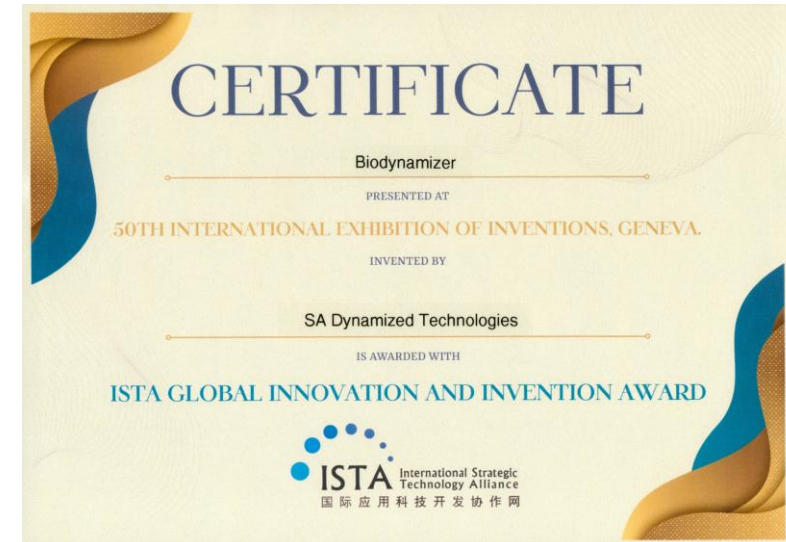 CERTIFICATE
Biodynamizer
PRESENTED AT
50TH INTERNATIONAL EXHIBITION OF INVENTIONS, GENEVA.
INVENTED BY
SA Dynamized Technologies
IS AWARDED WITH
ISTA GLOBAL INNOVATION AND INVENTION AWARD
ISTA International Strategic
Technology Alliance
国际应用科技开发协作网